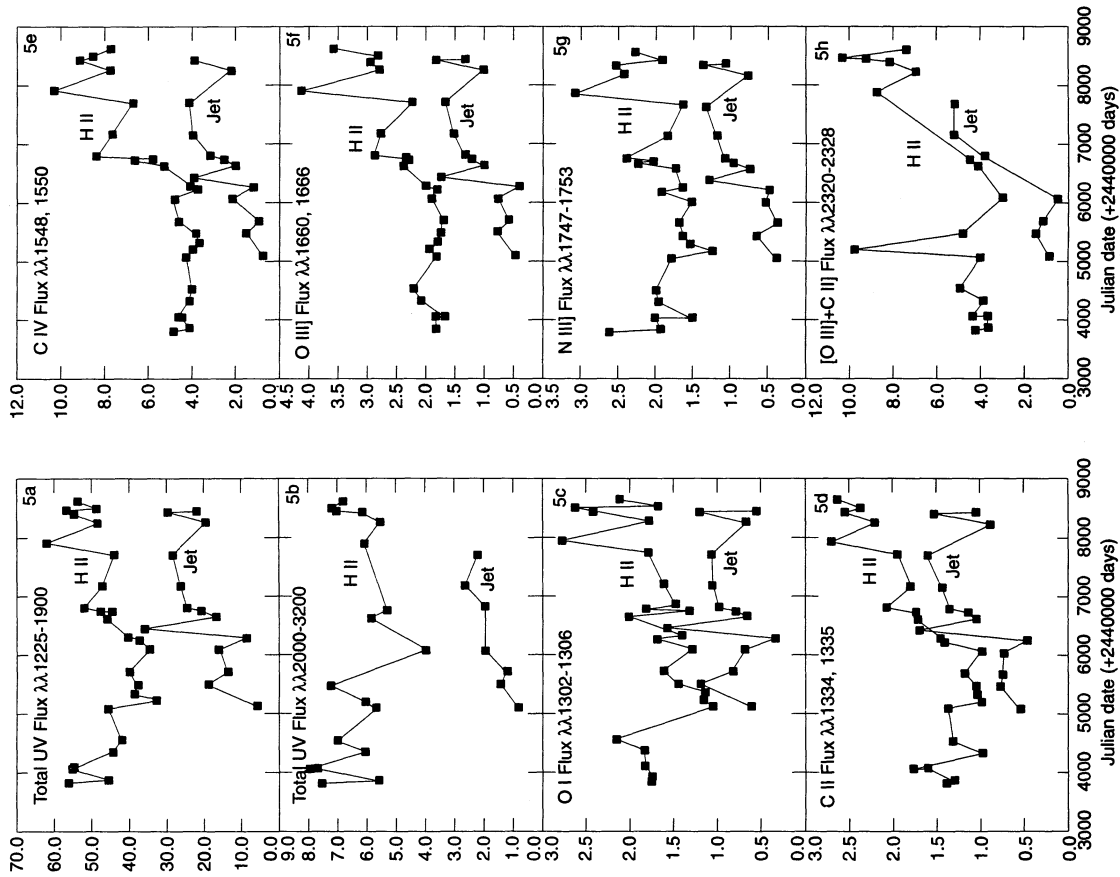 5a
Total UV Flux λλ1225-1900
H II
Jet
70.0
60.0
50.0
40.0
30.0
20.0
10.0
0.0
5b
Total UV Flux λλ2000-3200
H II
Jet
9.0
8.0
7.0
6.0
5.0
4.0
3.0
2.0
1.0
0.0
5c
O I Flux λλ1302-1306
H II
Jet
3.0
2.5
2.0
1.5
1.0
0.5
0.0
5d
C II Flux λλ1334, 1335
H II
Jet
3.0
2.5
2.0
1.5
1.0
0.5
0.0
3000 4000 5000 6000 7000 8000 9000
Julian date (+2440000 days)
5e
C IV Flux λλ1548, 1550
H II
Jet
12.0
10.0
8.0
6.0
4.0
2.0
0.0
5f
O III] Flux λλ1660, 1666
H II
Jet
4.5
4.0
3.5
3.0
2.5
2.0
1.5
1.0
0.5
0.0
5g
N III] Flux λλ1747-1753
H II
Jet
3.5
3.0
2.5
2.0
1.5
1.0
0.5
0.0
5h
[O III]+C II] Flux λλ2320-2328
H II
Jet
12.0
10.0
8.0
6.0
4.0
2.0
0.0
3000 4000 5000 6000 7000 8000 9000
Julian date (+2440000 days)